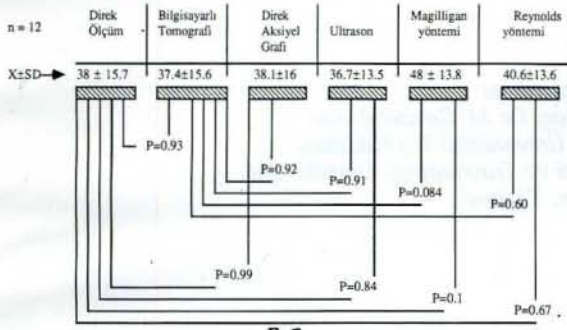 n = 12
Direk Ölçüm
Bilgisayarlı Tomografi
Direk Aksiyel Grafi
Ultrason
Magilligan yöntemi
Reynolds yöntemi
X±SD 38 ± 15.7 37.4±15.6 38.1±16 36.7±13.5 48 ± 13.8 40.6±13.6
P=0.93
P=0.92
P=0.91
P=0.084
P=0.60
P=0.99
P=0.84
P=0.1
P=0.67